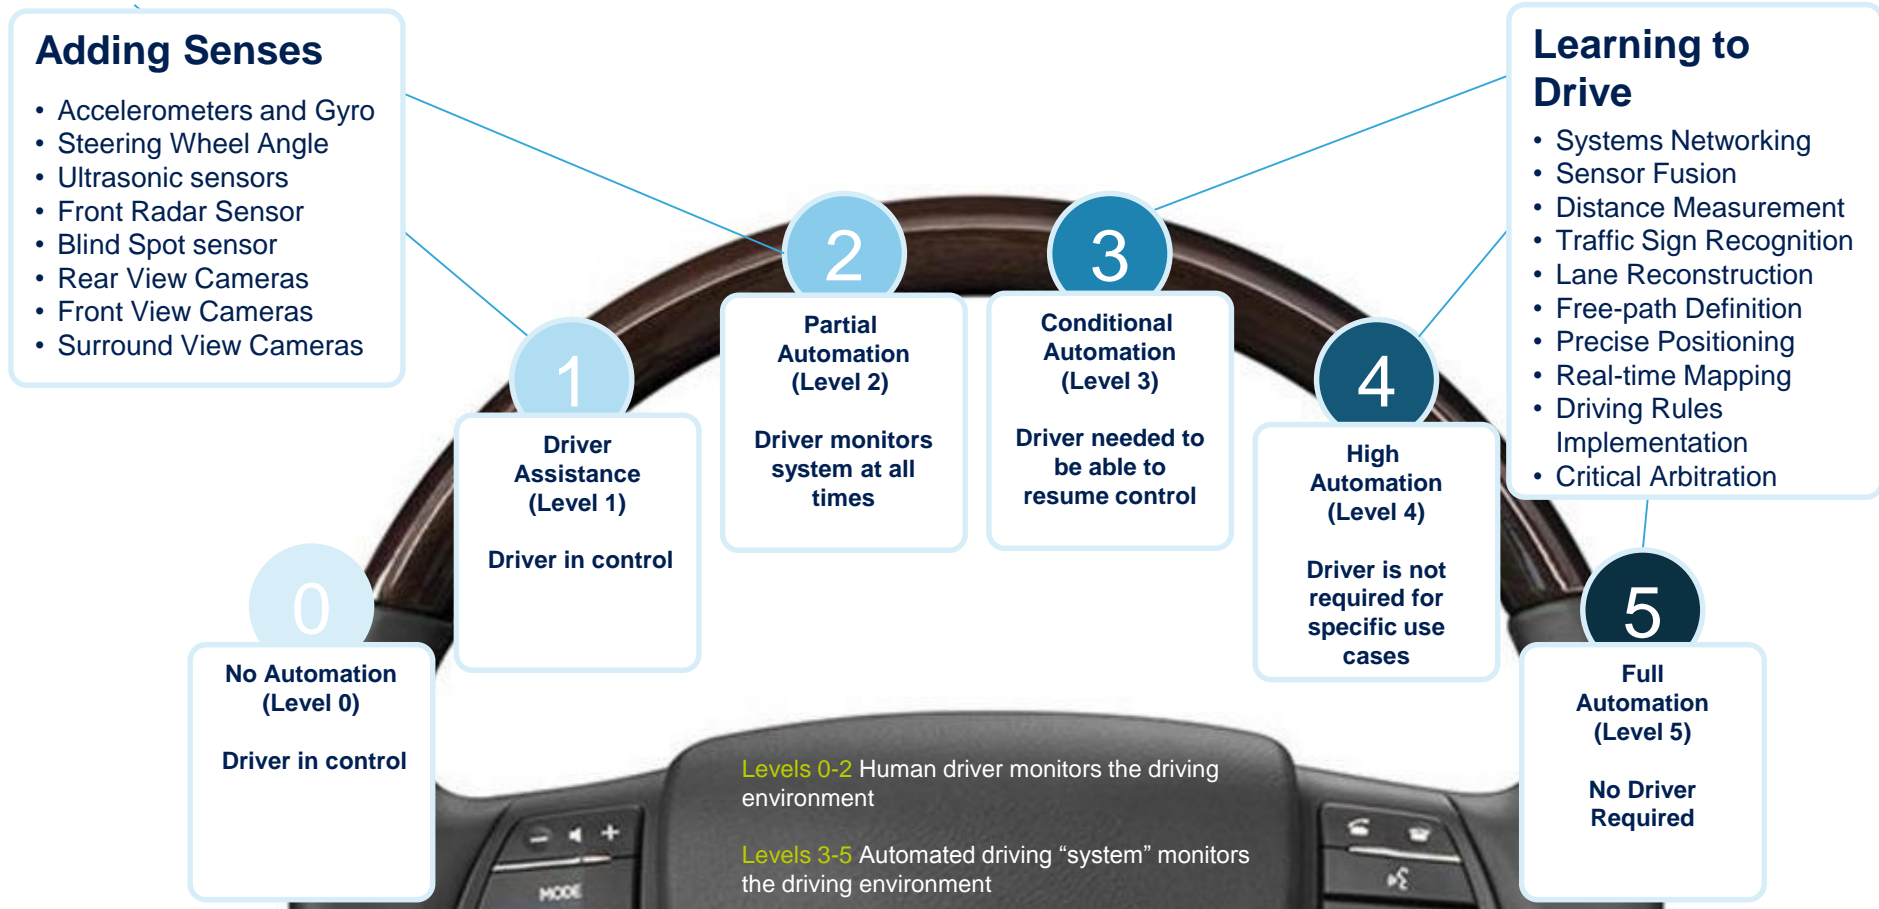 Adding Senses
• Accelerometers and Gyro
• Steering Wheel Angle
• Ultrasonic sensors
• Front Radar Sensor
• Blind Spot sensor
• Rear View Cameras
• Front View Cameras
• Surround View Cameras
Learning to
Drive
• Systems Networking
• Sensor Fusion
• Distance Measurement
• Traffic Sign Recognition
• Lane Reconstruction
• Free-path Definition
• Precise Positioning
• Real-time Mapping
• Driving Rules
Implementation
• Critical Arbitration
0
No Automation
(Level 0)
Driver in control
1
Driver
Assistance
(Level 1)
Driver in control
2
Partial
Automation
(Level 2)
Driver monitors
system at all
times
3
Conditional
Automation
(Level 3)
Driver needed to
be able to
resume control
4
High
Automation
(Level 4)
Driver is not
required for
specific use
cases
5
Full
Automation
(Level 5)
No Driver
Required
Levels 0-2 Human driver monitors the driving
environment
Levels 3-5 Automated driving “system” monitors
the driving environment
MODE